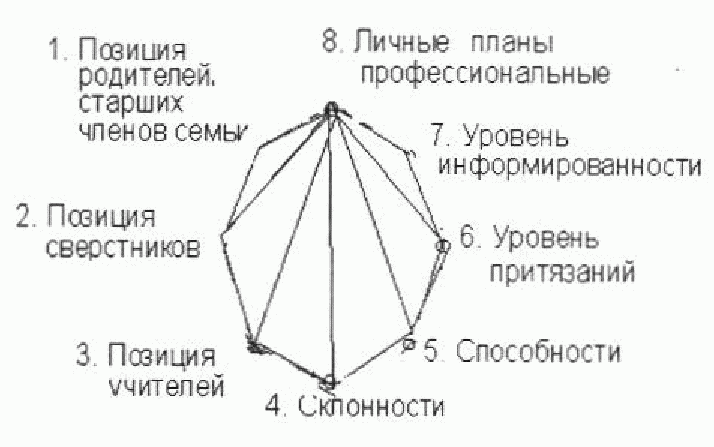 1. Позиция
родителей,
старших
членов семьи
8. Личные планы
профессиональные
7. Уровень
информированности
2. Позиция
сверстников
6. Уровень
притязаний
3. Позиция
учителей
5. Способности
4. Склонности